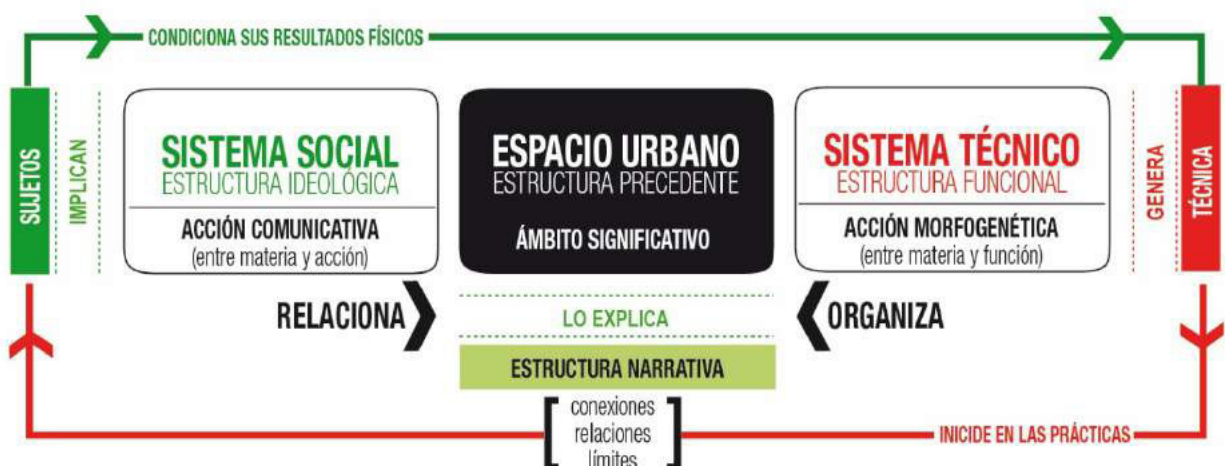 CONDICIONA SUS RESULTADOS FÍSICOS
SUJETOS
IMPLICAN
SISTEMA SOCIAL
ESTRUCTURA IDEOLÓGICA
ACCIÓN COMUNICATIVA
(entre materia y acción)
ESPACIO URBANO
ESTRUCTURA PRECEDENTE
ÁMBITO SIGNIFICATIVO
SISTEMA TÉCNICO
ESTRUCTURA FUNCIONAL
ACCIÓN MORFOGENÉTICA
(entre materia y función)
GENERA
TÉCNICA
RELACIONA
LO EXPLICA
ORGANIZA
ESTRUCTURA NARRATIVA
conexiones
relaciones
límites
INICIDE EN LAS PRÁCTICAS